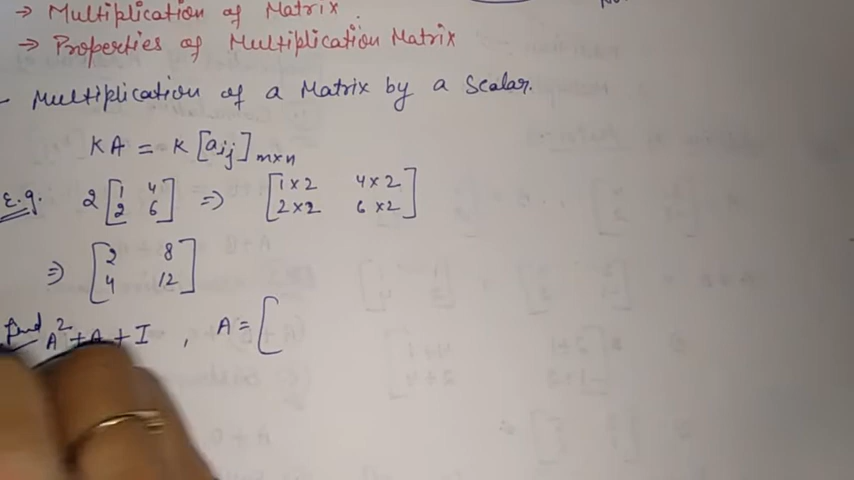 → Multiplication of Matrix
→ Properties of Multiplication Matrix
- Multiplication of a Matrix by a Scalar.
KA = K [aij]m×n
E.g. 2 [1 4 => [1×2 4×2]
2 6] 2×2 6×2]
=> [2 8
4 12]
find A² + A + I , A = [